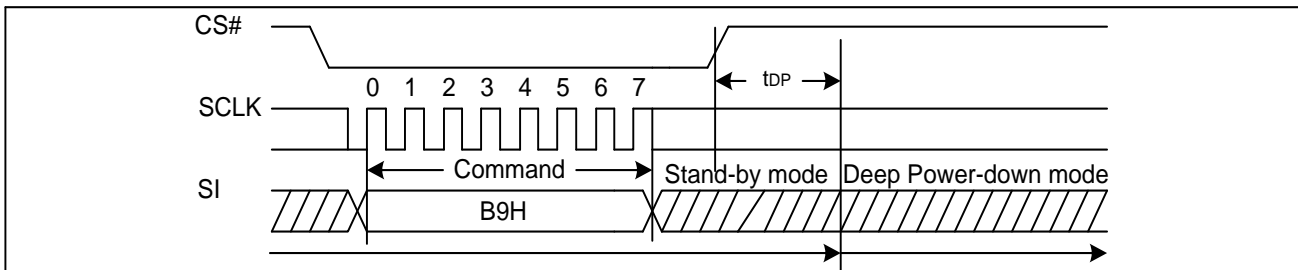 CS#
tDP
0 1 2 3 4 5 6 7
SCLK
Command
Stand-by mode Deep Power-down mode
SI
B9H